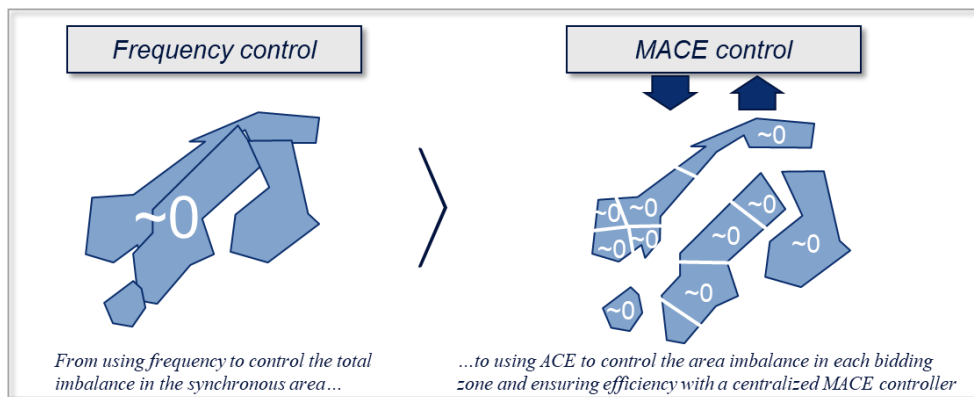 Frequency control
MACE control
~0
~0
~0
~0
~0
~0
~0
~0
~0
~0
~0
From using frequency to control the total
imbalance in the synchronous area…
…to using ACE to control the area imbalance in each bidding
zone and ensuring efficiency with a centralized MACE controller